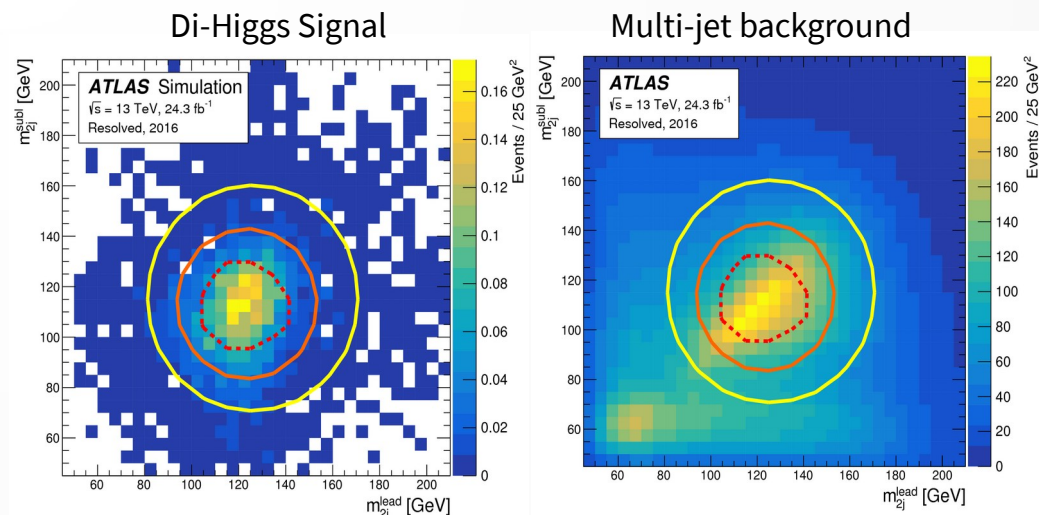 Di-Higgs Signal
m₂ⱼˢᵘᵇˡ [GeV]
200
180
160
140
120
100
80
60
ATLAS Simulation
√s = 13 TeV, 24.3 fb⁻¹
Resolved, 2016
60 80 100 120 140 160 180 200
m₂ⱼˡᵉᵃᵈ [GeV]
0.16
0.14
0.12
0.1
0.08
0.06
0.04
0.02
0
Events / 25 GeV²
Multi-jet background
m₂ⱼˢᵘᵇˡ [GeV]
200
180
160
140
120
100
80
60
ATLAS
√s = 13 TeV, 24.3 fb⁻¹
Resolved, 2016
60 80 100 120 140 160 180 200
m₂ⱼˡᵉᵃᵈ [GeV]
220
200
180
160
140
120
100
80
60
40
20
0
Events / 25 GeV²